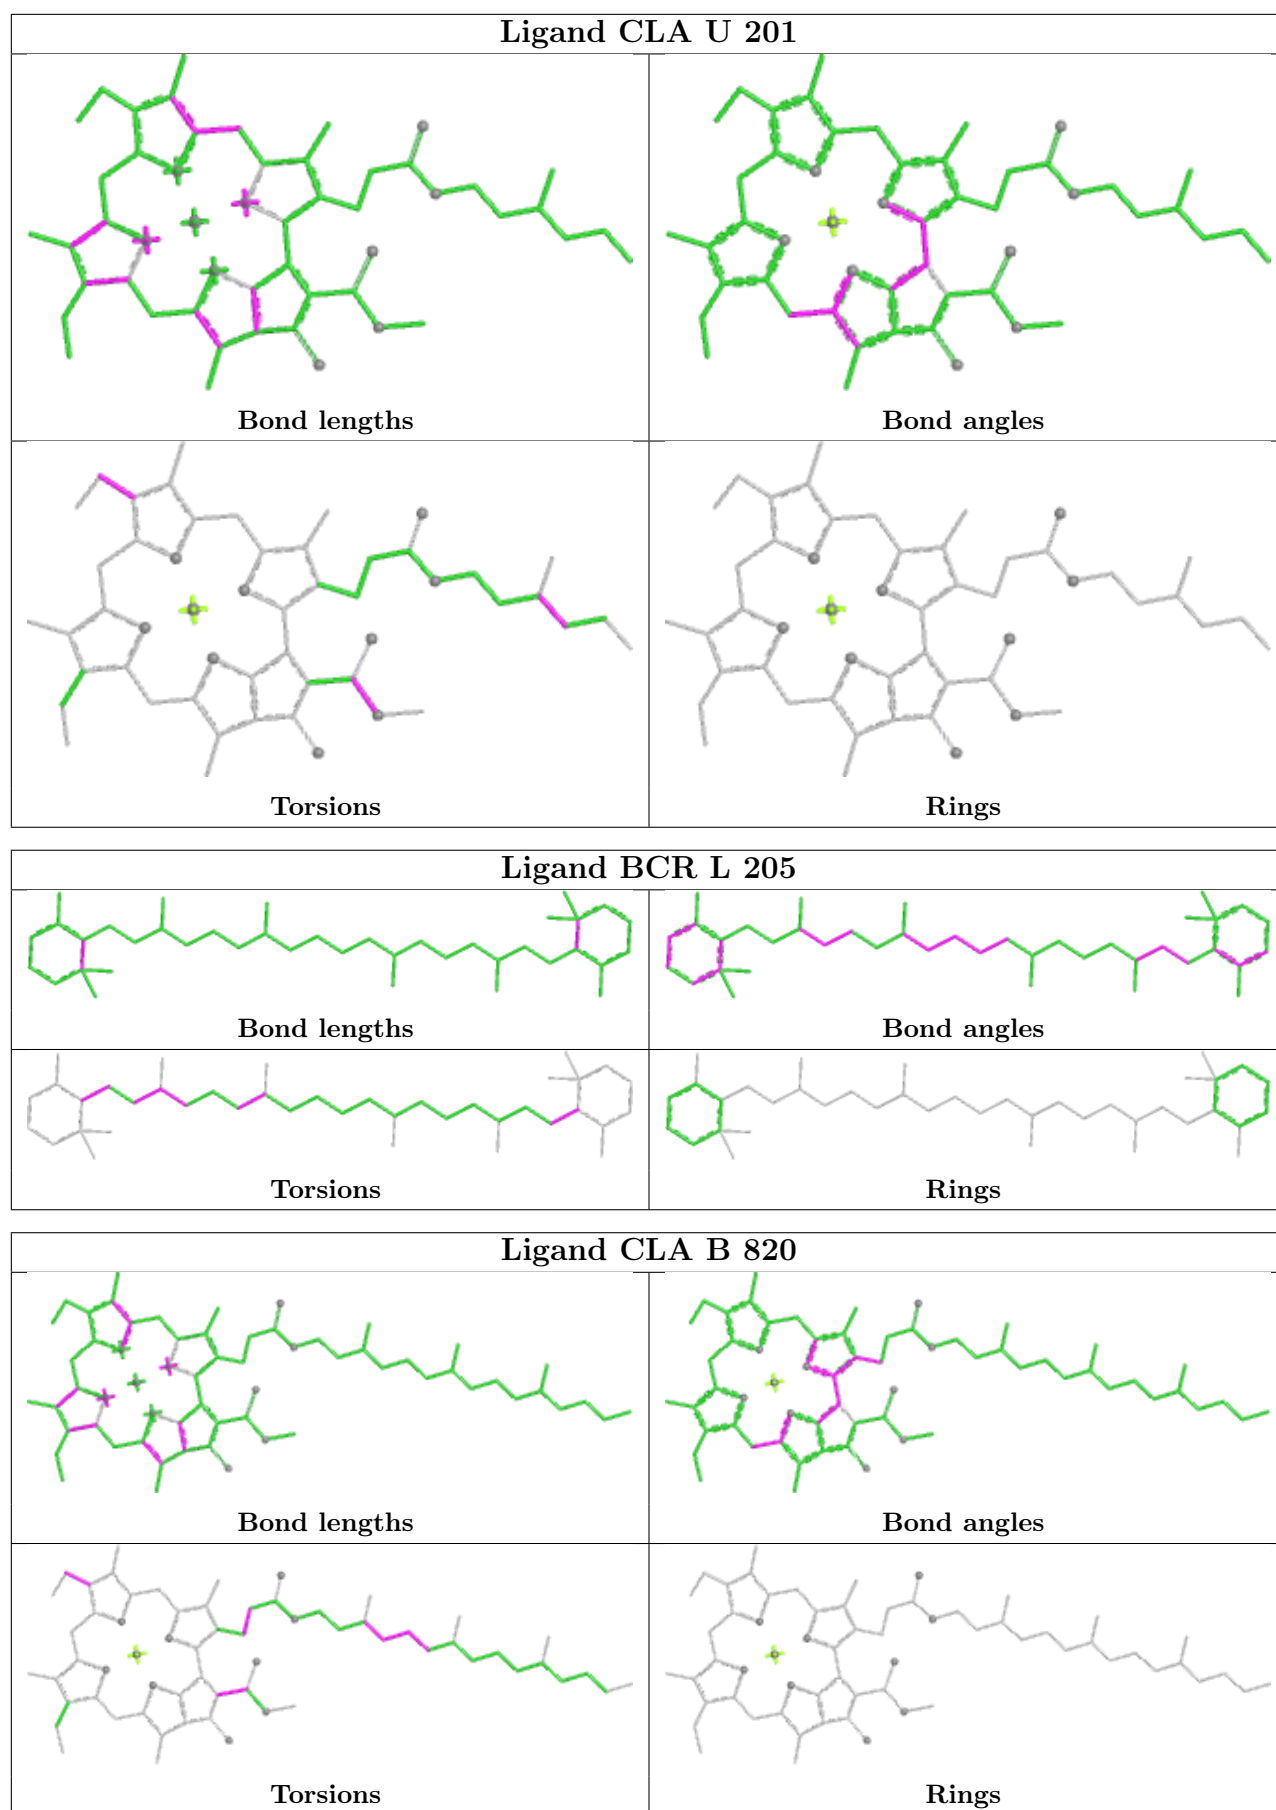 Ligand CLA U 201
Bond lengths
Bond angles
Torsions
Rings
Ligand BCR L 205
Bond lengths
Bond angles
Torsions
Rings
Ligand CLA B 820
Bond lengths
Bond angles
Torsions
Rings